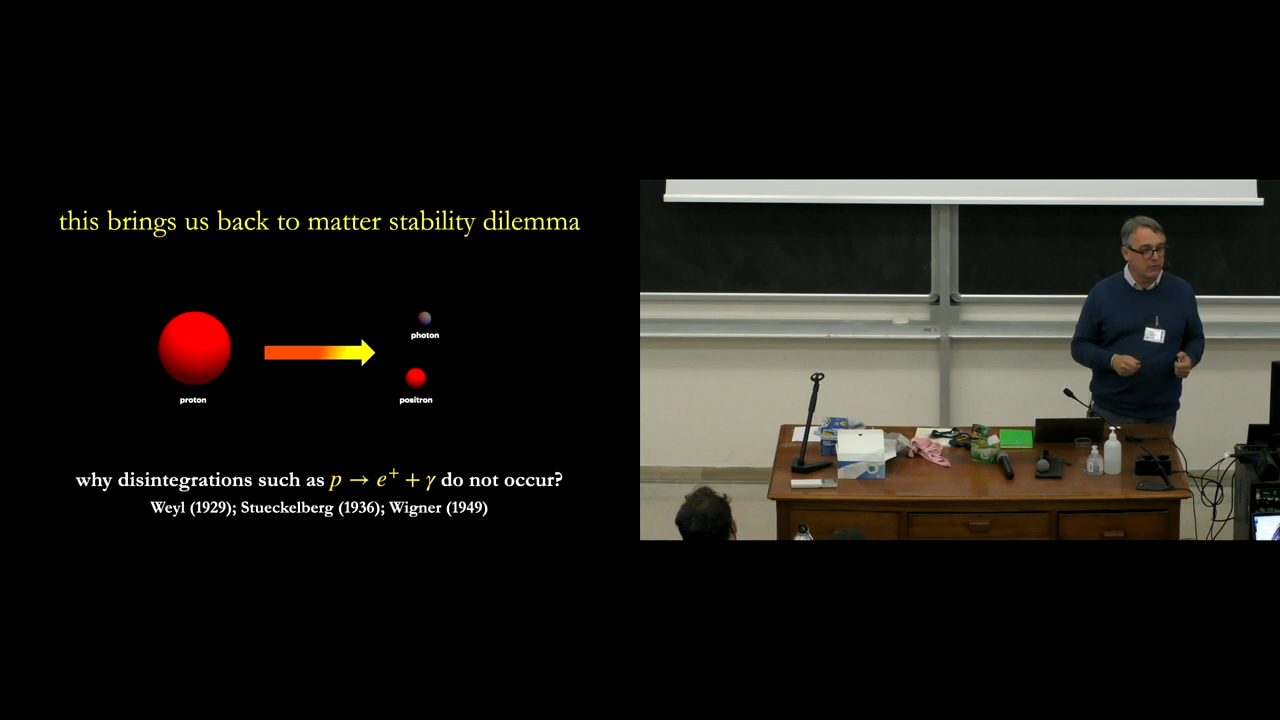 this brings us back to matter stability dilemma
photon
proton
positron
why disintegrations such as p → e⁺ + γ do not occur?
Weyl (1929); Stueckelberg (1936); Wigner (1949)